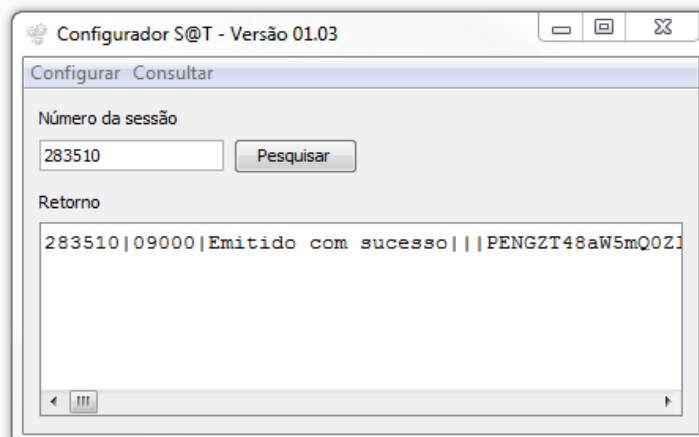 Configurador S@T - Versão 01.03
Configurar Consultar
Número da sessão
283510 Pesquisar
Retorno
283510|09000|Emitido com sucesso|||PENGZT48aW5mQ0ZI